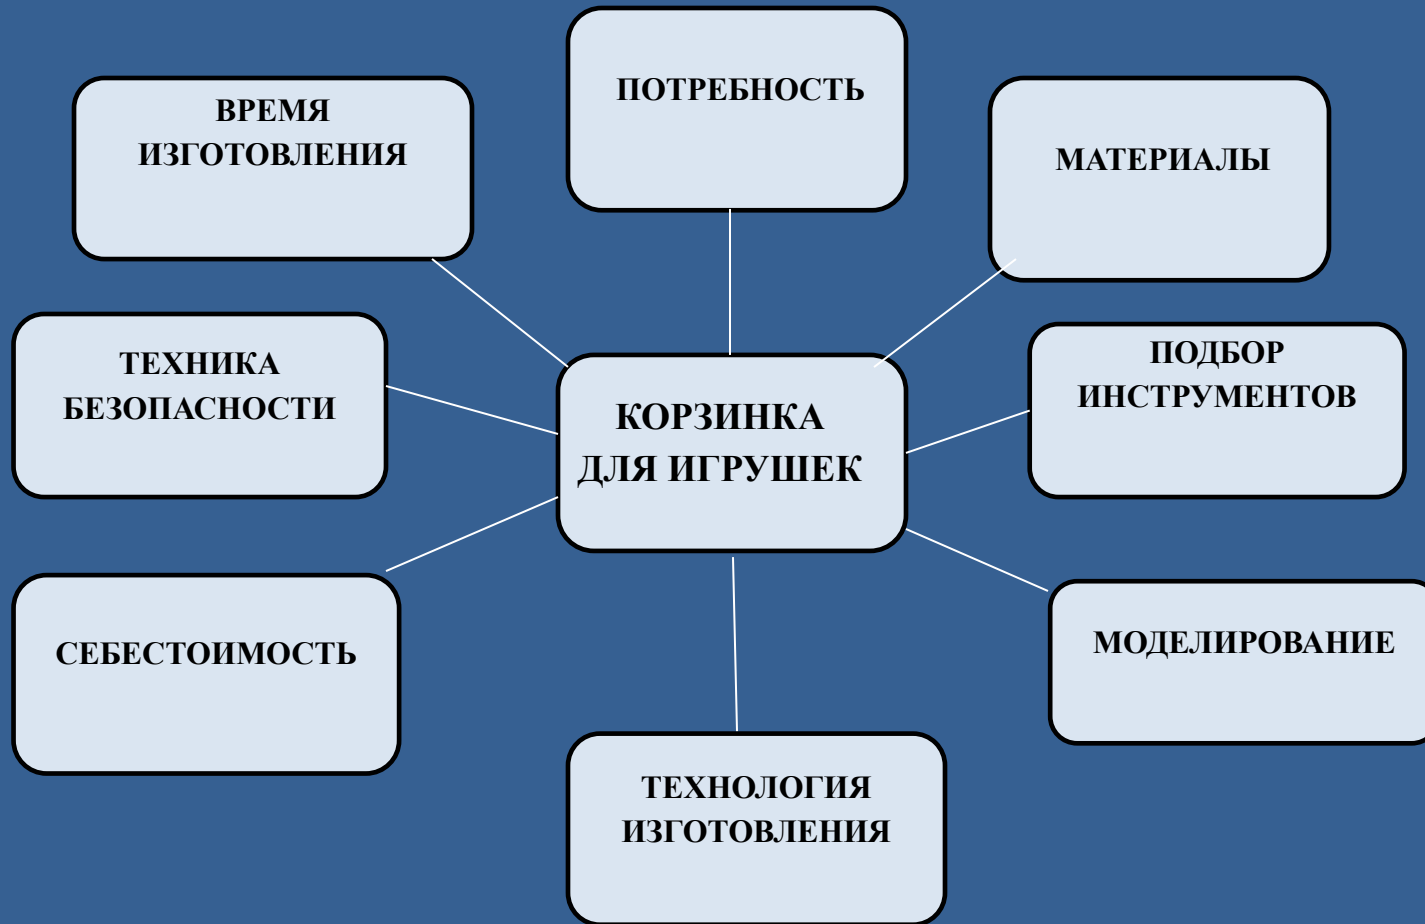 ПОТРЕБНОСТЬ
ВРЕМЯ
ИЗГОТОВЛЕНИЯ
МАТЕРИАЛЫ
ТЕХНИКА
БЕЗОПАСНОСТИ
ПОДБОР
ИНСТРУМЕНТОВ
КОРЗИНКА
ДЛЯ ИГРУШЕК
СЕБЕСТОИМОСТЬ
МОДЕЛИРОВАНИЕ
ТЕХНОЛОГИЯ
ИЗГОТОВЛЕНИЯ